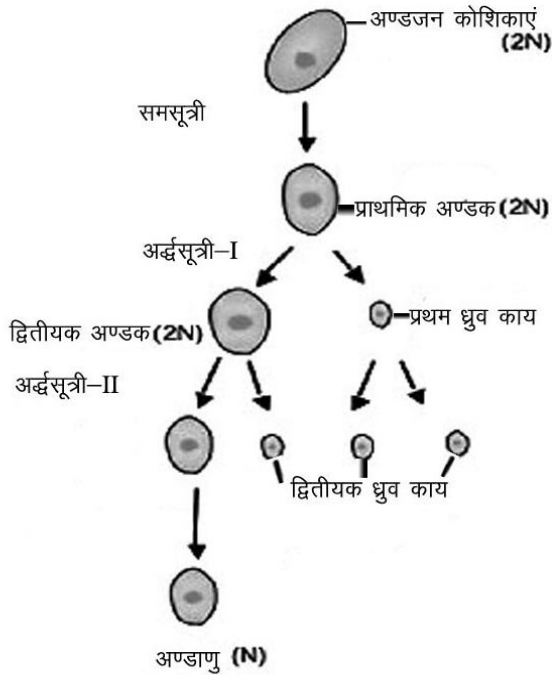 अण्डजन कोशिकाएं
(2N)
समसूत्री
प्राथमिक अण्डक (2N)
अर्द्धसूत्री–I
द्वितीयक अण्डक (2N)
प्रथम ध्रुव काय
अर्द्धसूत्री–II
द्वितीयक ध्रुव काय
अण्डाणु (N)